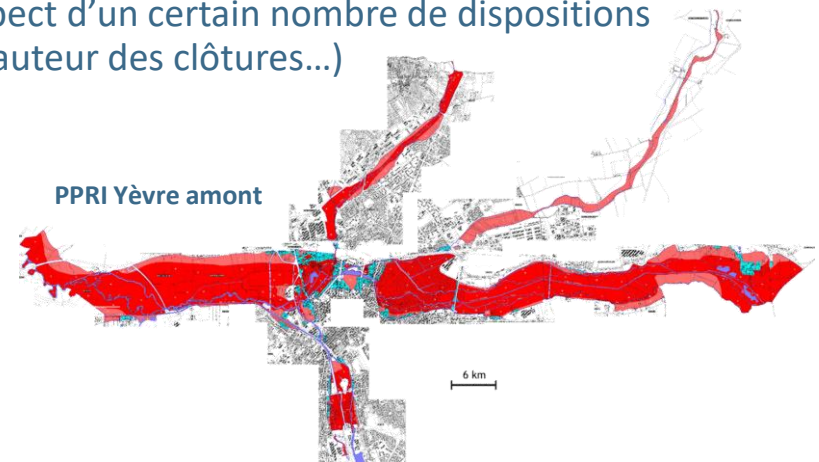 pect d’un certain nombre de dispositions
auteur des clôtures…)
PPRI Yèvre amont
6 km